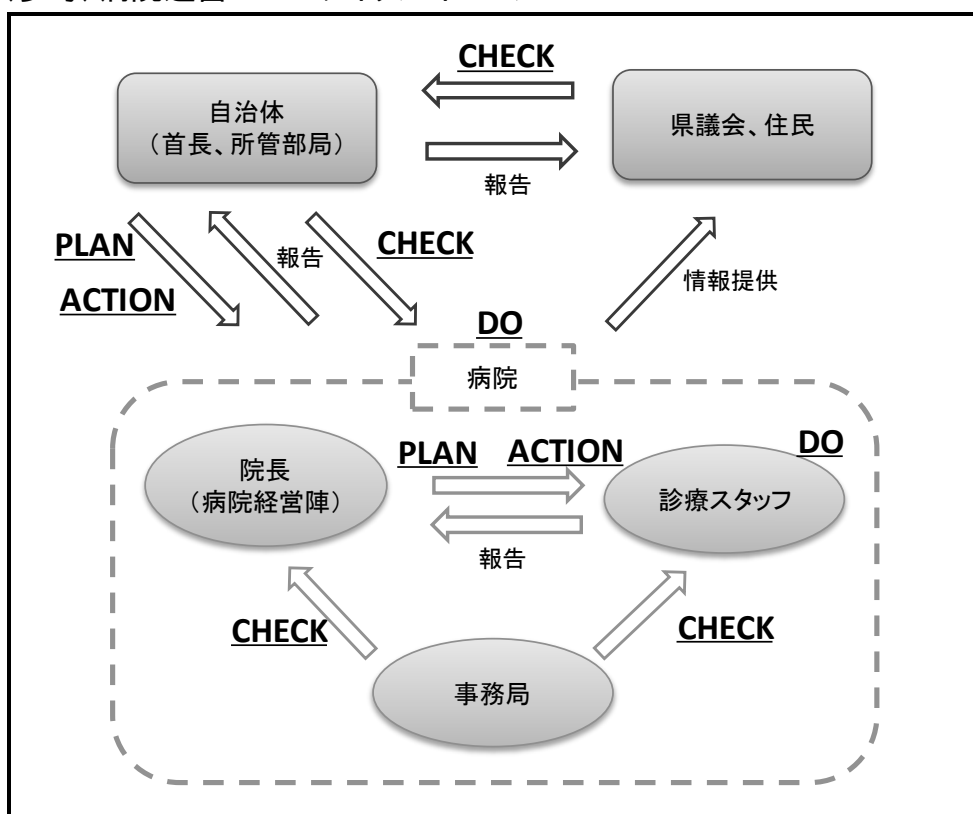 CHECK
自治体
（首長、所管部局）
県議会、住民
報告
PLAN
ACTION
報告
CHECK
情報提供
DO
病院
院長
（病院経営陣）
PLAN
ACTION
DO
診療スタッフ
報告
CHECK
CHECK
事務局